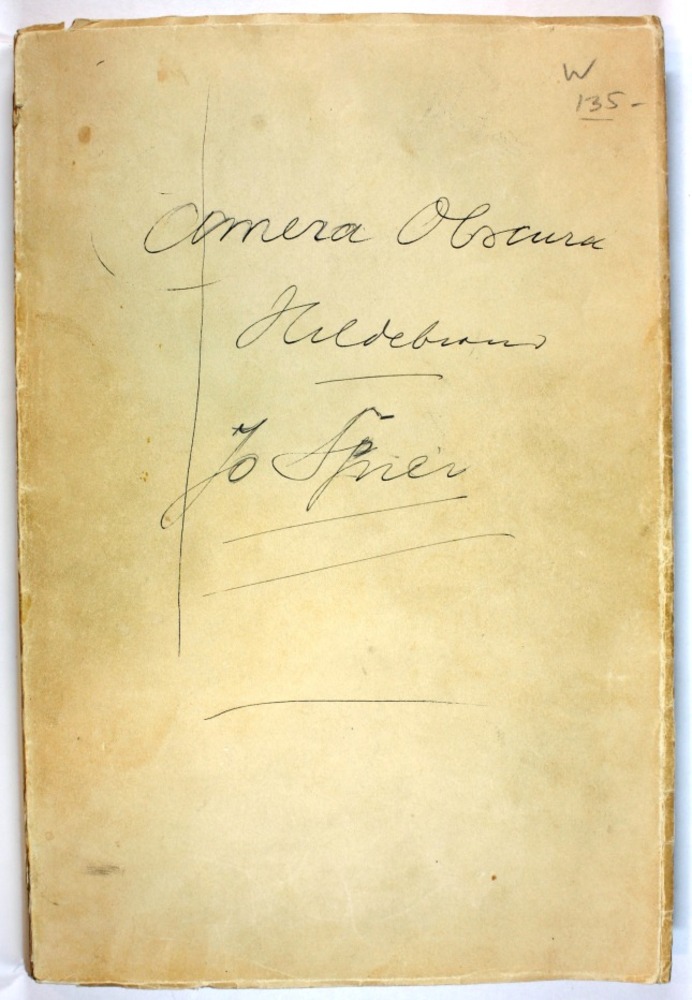 W
135-
Camera Obscura
Hildebrand
Jo Spier